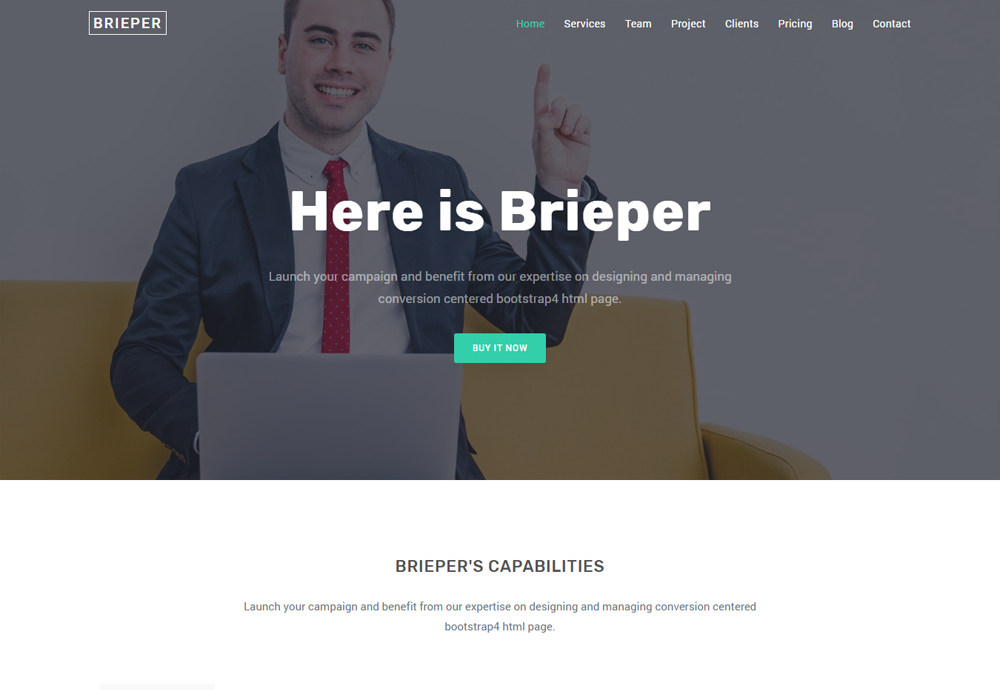 BRIEPER
Home Services Team Project Clients Pricing Blog Contact
Here is Brieper
Launch your campaign and benefit from our expertise on designing and managing
conversion centered bootstrap4 html page.
BUY IT NOW
BRIEPER'S CAPABILITIES
Launch your campaign and benefit from our expertise on designing and managing conversion centered
bootstrap4 html page.